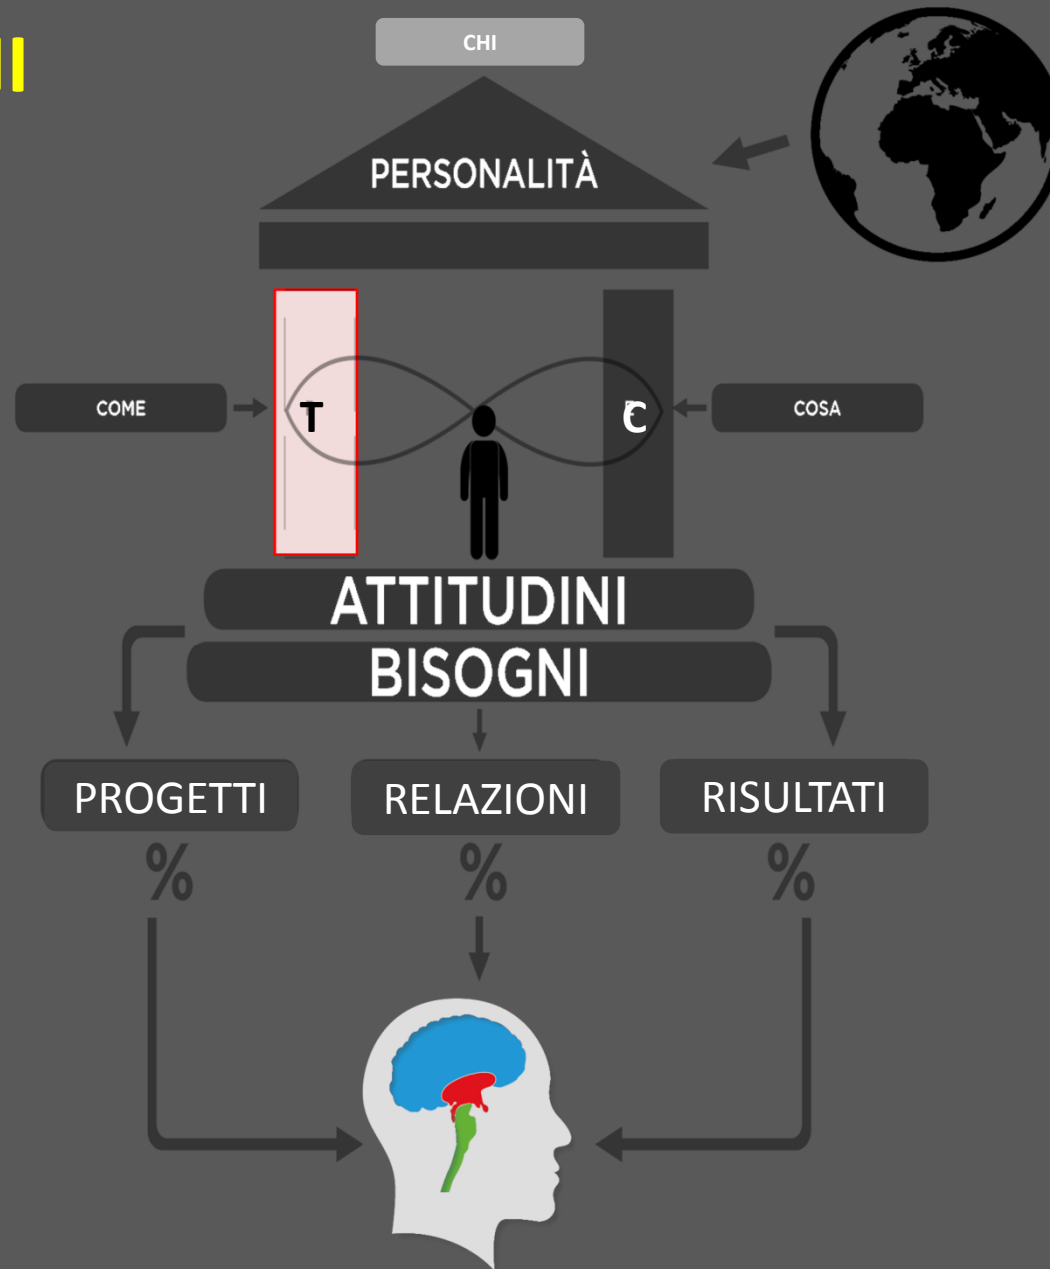 CHI
PERSONALITÀ
COME
T
C
COSA
ATTITUDINI
BISOGNI
PROGETTI
RELAZIONI
RISULTATI
%
%
%